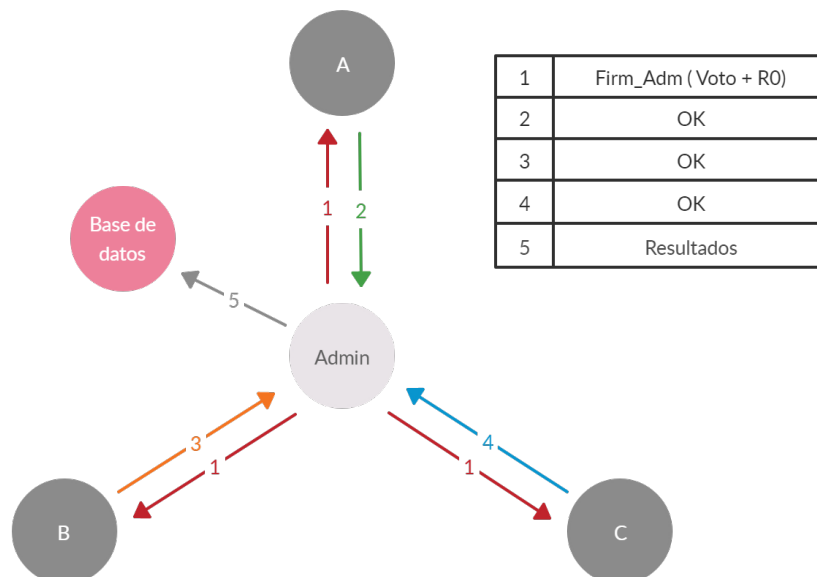 A
1 Firm_Adm ( Voto + R0)
2 OK
3 OK
4 OK
5 Resultados
1 2
Base de
datos
5
Admin
3
1
4
1
B
C